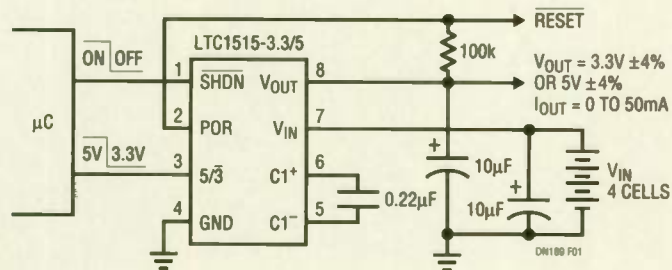 RESET
ON OFF
LTC1515-3.3/5
100k
1
SHDN
VOUT
8
VOUT = 3.3V ±4%
OR 5V ±4%
IOUT = 0 TO 50mA
µC
2
POR
VIN
7
5V 3.3V
3
5/3
C1+
6
+
10µF
+
VIN
4 CELLS
4
GND
C1−
5
0.22µF
10µF
DN189 F01